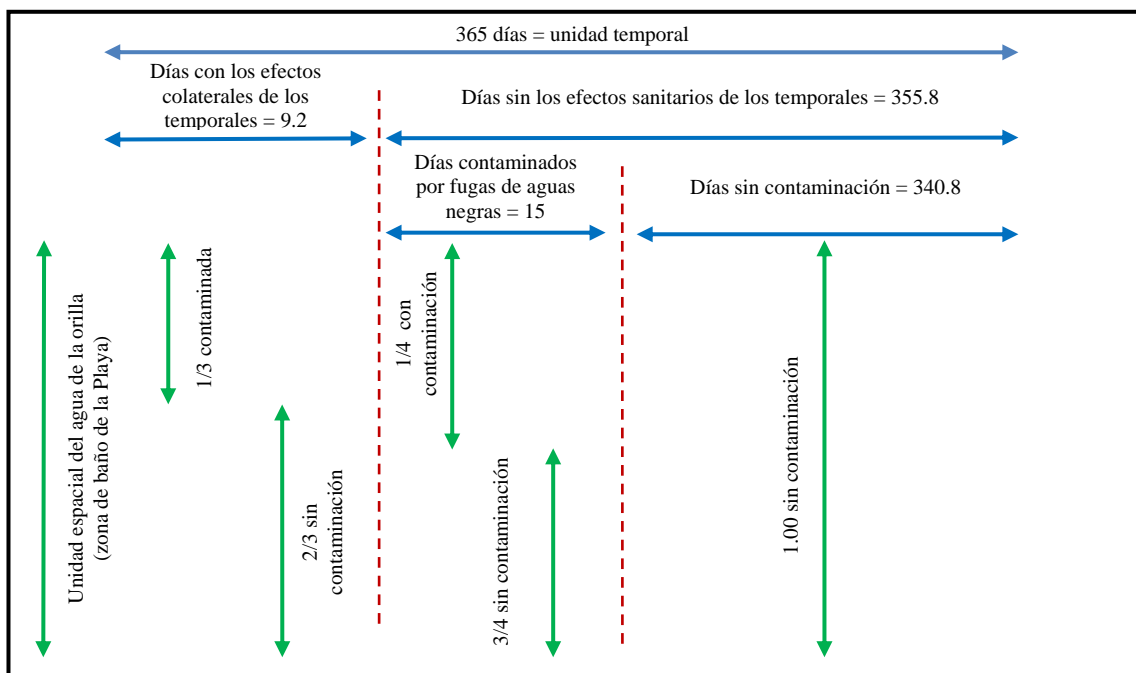 365 días = unidad temporal
Días con los efectos
colaterales de los
temporales = 9.2
Días sin los efectos sanitarios de los temporales = 355.8
Días contaminados
por fugas de aguas
negras = 15
Días sin contaminación = 340.8
Unidad espacial del agua de la orilla
(zona de baño de la Playa)
1/3 contaminada
2/3 sin
contaminación
1/4 con
contaminación
3/4 sin contaminación
1.00 sin contaminación